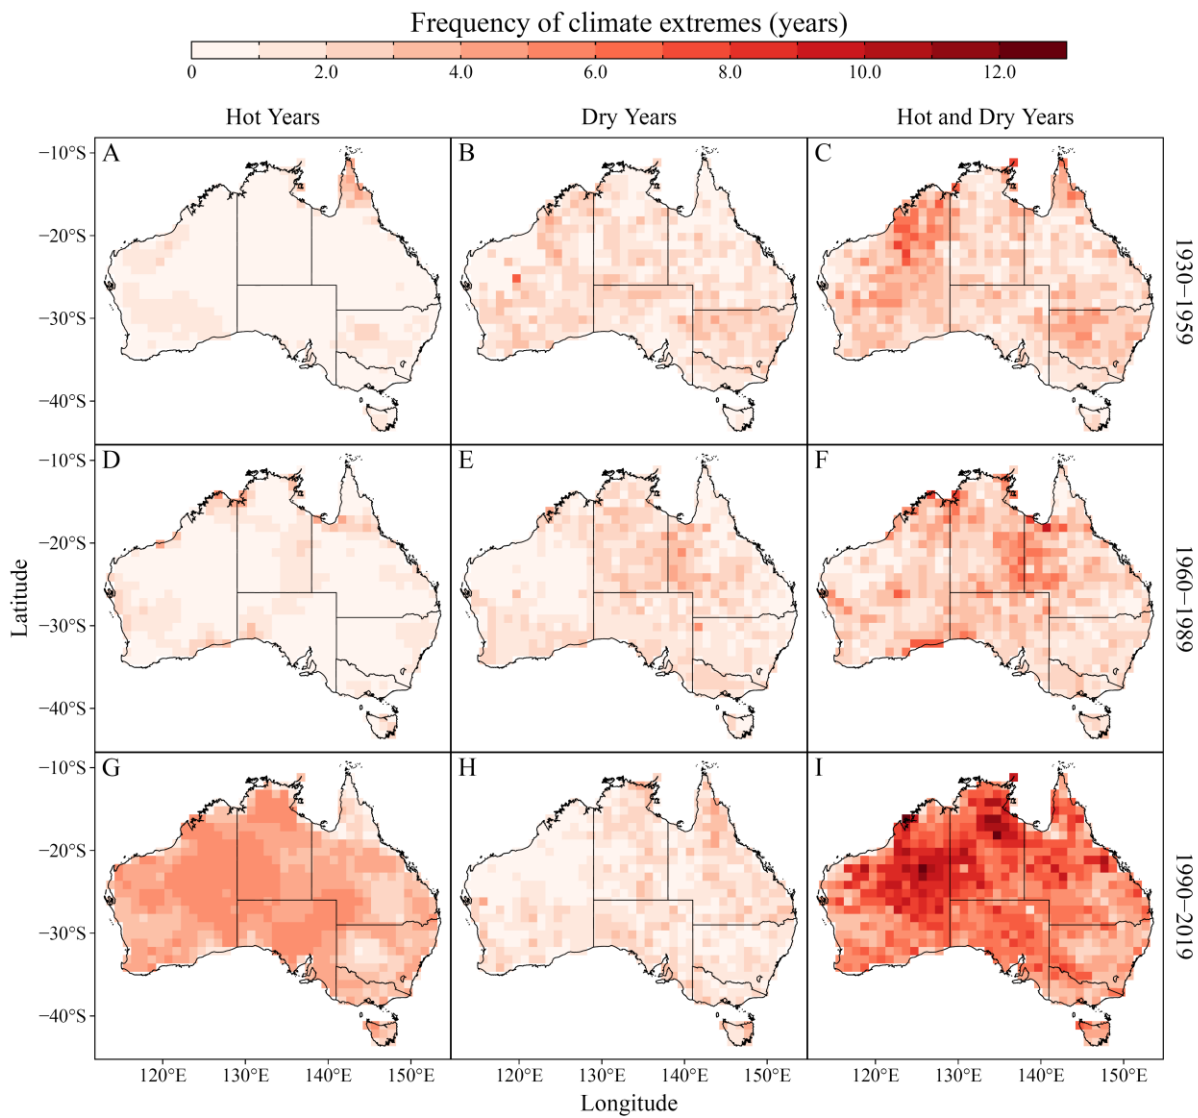 Frequency of climate extremes (years)
0 2.0 4.0 6.0 8.0 10.0 12.0
Hot Years Dry Years Hot and Dry Years
A B C
−10°S
−20°S
−30°S
−40°S
1930−1959
D E F
−10°S
−20°S
−30°S
−40°S
1960−1989
Latitude
G H I
−10°S
−20°S
−30°S
−40°S
1990−2019
120°E 130°E 140°E 150°E 120°E 130°E 140°E 150°E 120°E 130°E 140°E 150°E
Longitude